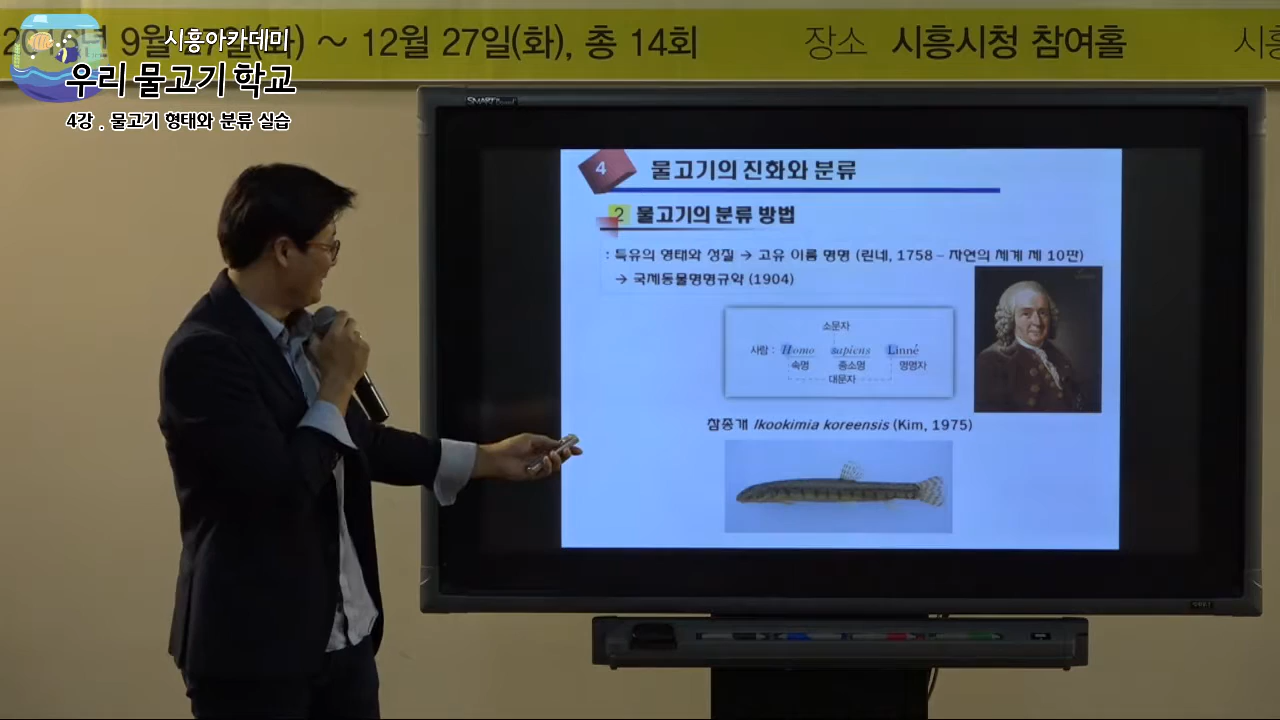 9월 ~ 12월 27일(화), 총 14회 장소 시흥시청 참여홀
시흥아카데미
우리 물고기 학교
4강 . 물고기 형태와 분류 실습
4 물고기의 진화와 분류
2 물고기의 분류 방법
: 특유의 형태와 성질 → 고유 이름 명명 (린네, 1758 – 자연의 체계 제 10판)
→ 국제동물명명규약 (1904)
소문자
사람 : Homo sapiens Linné
속명 종소명 명명자
대문자
참종개 Ikookimia koreensis (Kim, 1975)